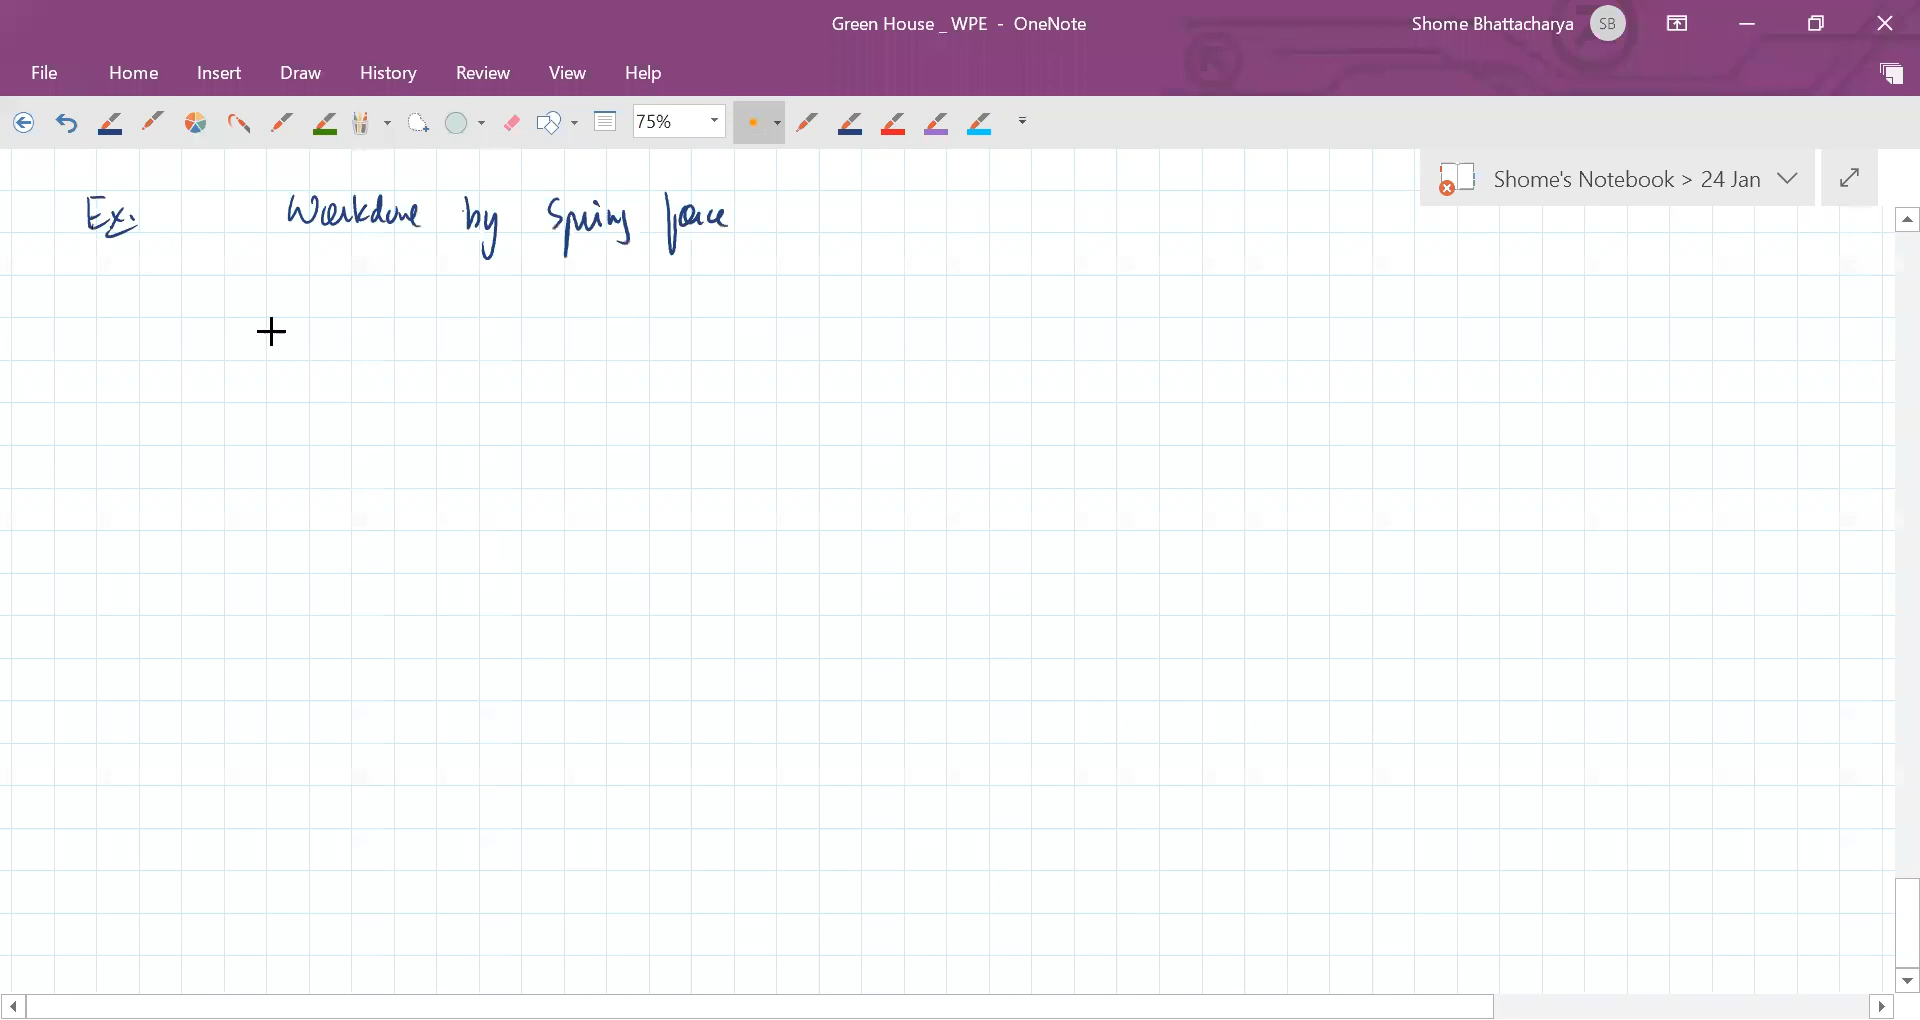 Green House _ WPE - OneNote
Shome Bhattacharya SB
File Home Insert Draw History Review View Help
75%
Shome's Notebook > 24 Jan
Ex. Workdone by Spring force